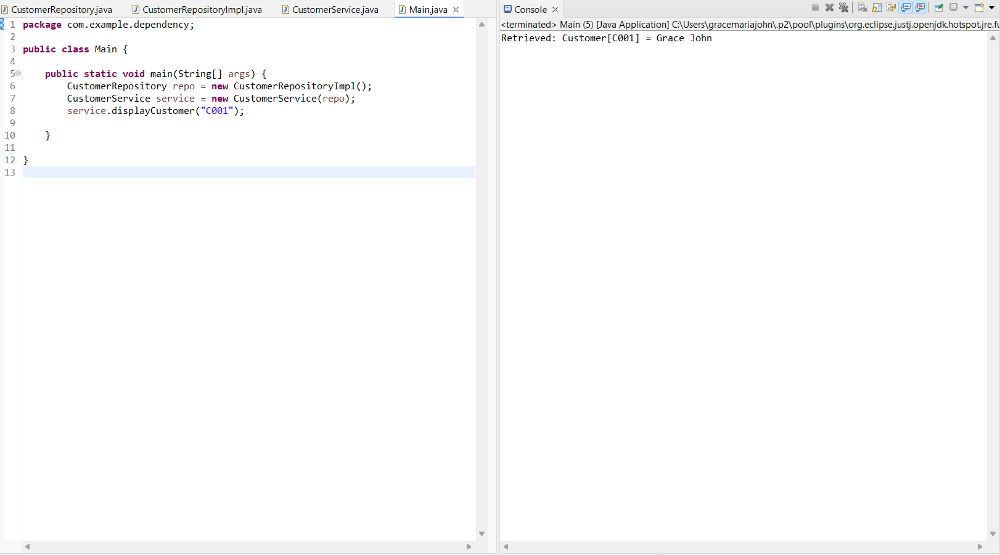 CustomerRepository.java CustomerRepositoryImpl.java CustomerService.java Main.java
1 package com.example.dependency;
2
3 public class Main {
4
5 public static void main(String[] args) {
6 CustomerRepository repo = new CustomerRepositoryImpl();
7 CustomerService service = new CustomerService(repo);
8 service.displayCustomer("C001");
9
10 }
11
12 }
13
Console
<terminated> Main (5) [Java Application] C:\Users\gracemariajohn\.p2\pool\plugins\org.eclipse.justj.openjdk.hotspot.jre.fu
Retrieved: Customer[C001] = Grace John